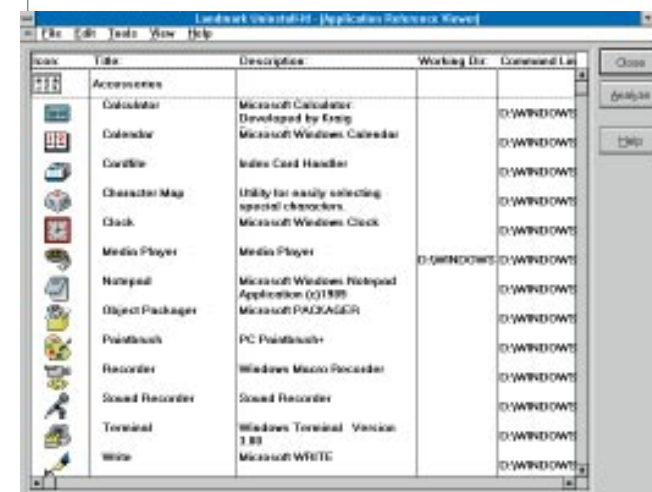 Landmark Uninstall-It - [Application Reference Viewer]
File Edit Tools View Help
Icon: Title: Description: Working Dir: Command Lin
Close
Accessories
Analyze
Calculator Microsoft Calculator.
Developed by Kraig
D:\WINDOWS
Calendar Microsoft Windows Calendar
D:\WINDOWS
Help
Cardfile Index Card Handler
D:\WINDOWS
Character Map Utility for easily selecting
special characters.
D:\WINDOWS
Clock Microsoft Windows Clock
D:\WINDOWS
Media Player Media Player
D:\WINDOWS D:\WINDOWS
Notepad Microsoft Windows Notepad
Application (c)1989
D:\WINDOWS
Object Packager Microsoft PACKAGER
D:\WINDOWS
Paintbrush PC Paintbrush+
D:\WINDOWS
Recorder Windows Macro Recorder
D:\WINDOWS
Sound Recorder Sound Recorder
D:\WINDOWS
Terminal Windows Terminal Version
D:\WINDOWS
Write Microsoft WRITE
D:\WINDOWS